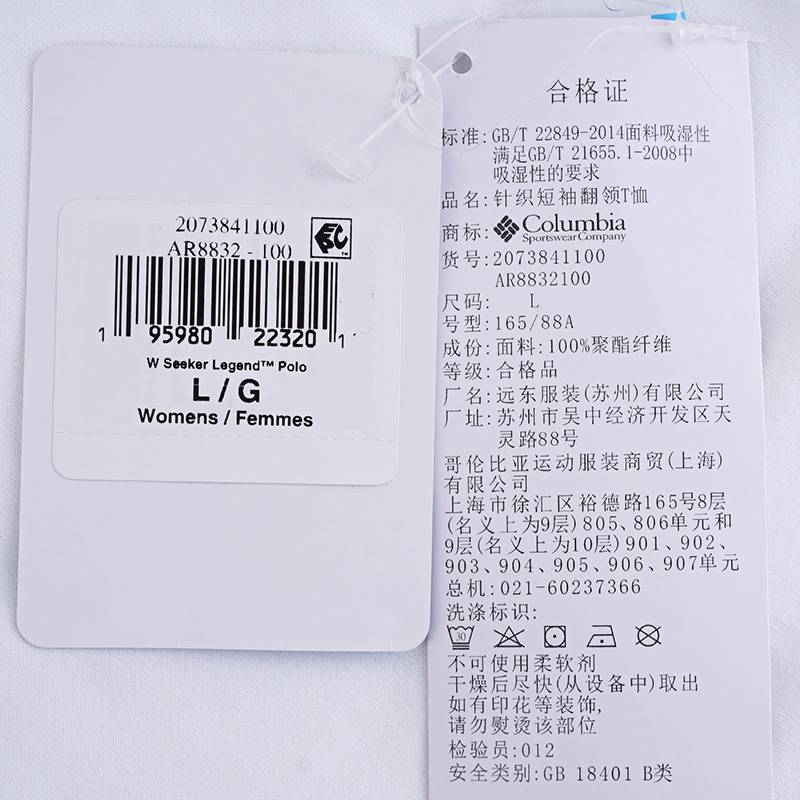 2073841100
AR8832 - 100
1 95980 22320 1
W Seeker Legend™ Polo
L / G
Womens / Femmes
合格证
标准:GB/T 22849-2014面料吸湿性
满足GB/T 21655.1-2008中
吸湿性的要求
品名:针织短袖翻领T恤
商标: Columbia
Sportswear Company
货号:2073841100
AR8832100
尺码: L
号型:165/88A
成份:面料:100%聚酯纤维
等级:合格品
厂名:远东服装(苏州)有限公司
厂址:苏州市吴中经济开发区天
灵路88号
哥伦比亚运动服装商贸(上海)
有限公司
上海市徐汇区裕德路165号8层
(名义上为9层)805、806单元和
9层(名义上为10层)901、902、
903、904、905、906、907单元
总机:021-60237366
洗涤标识:
30
不可使用柔软剂
干燥后尽快(从设备中)取出
如有印花等装饰,
请勿熨烫该部位
检验员:012
安全类别:GB 18401 B类